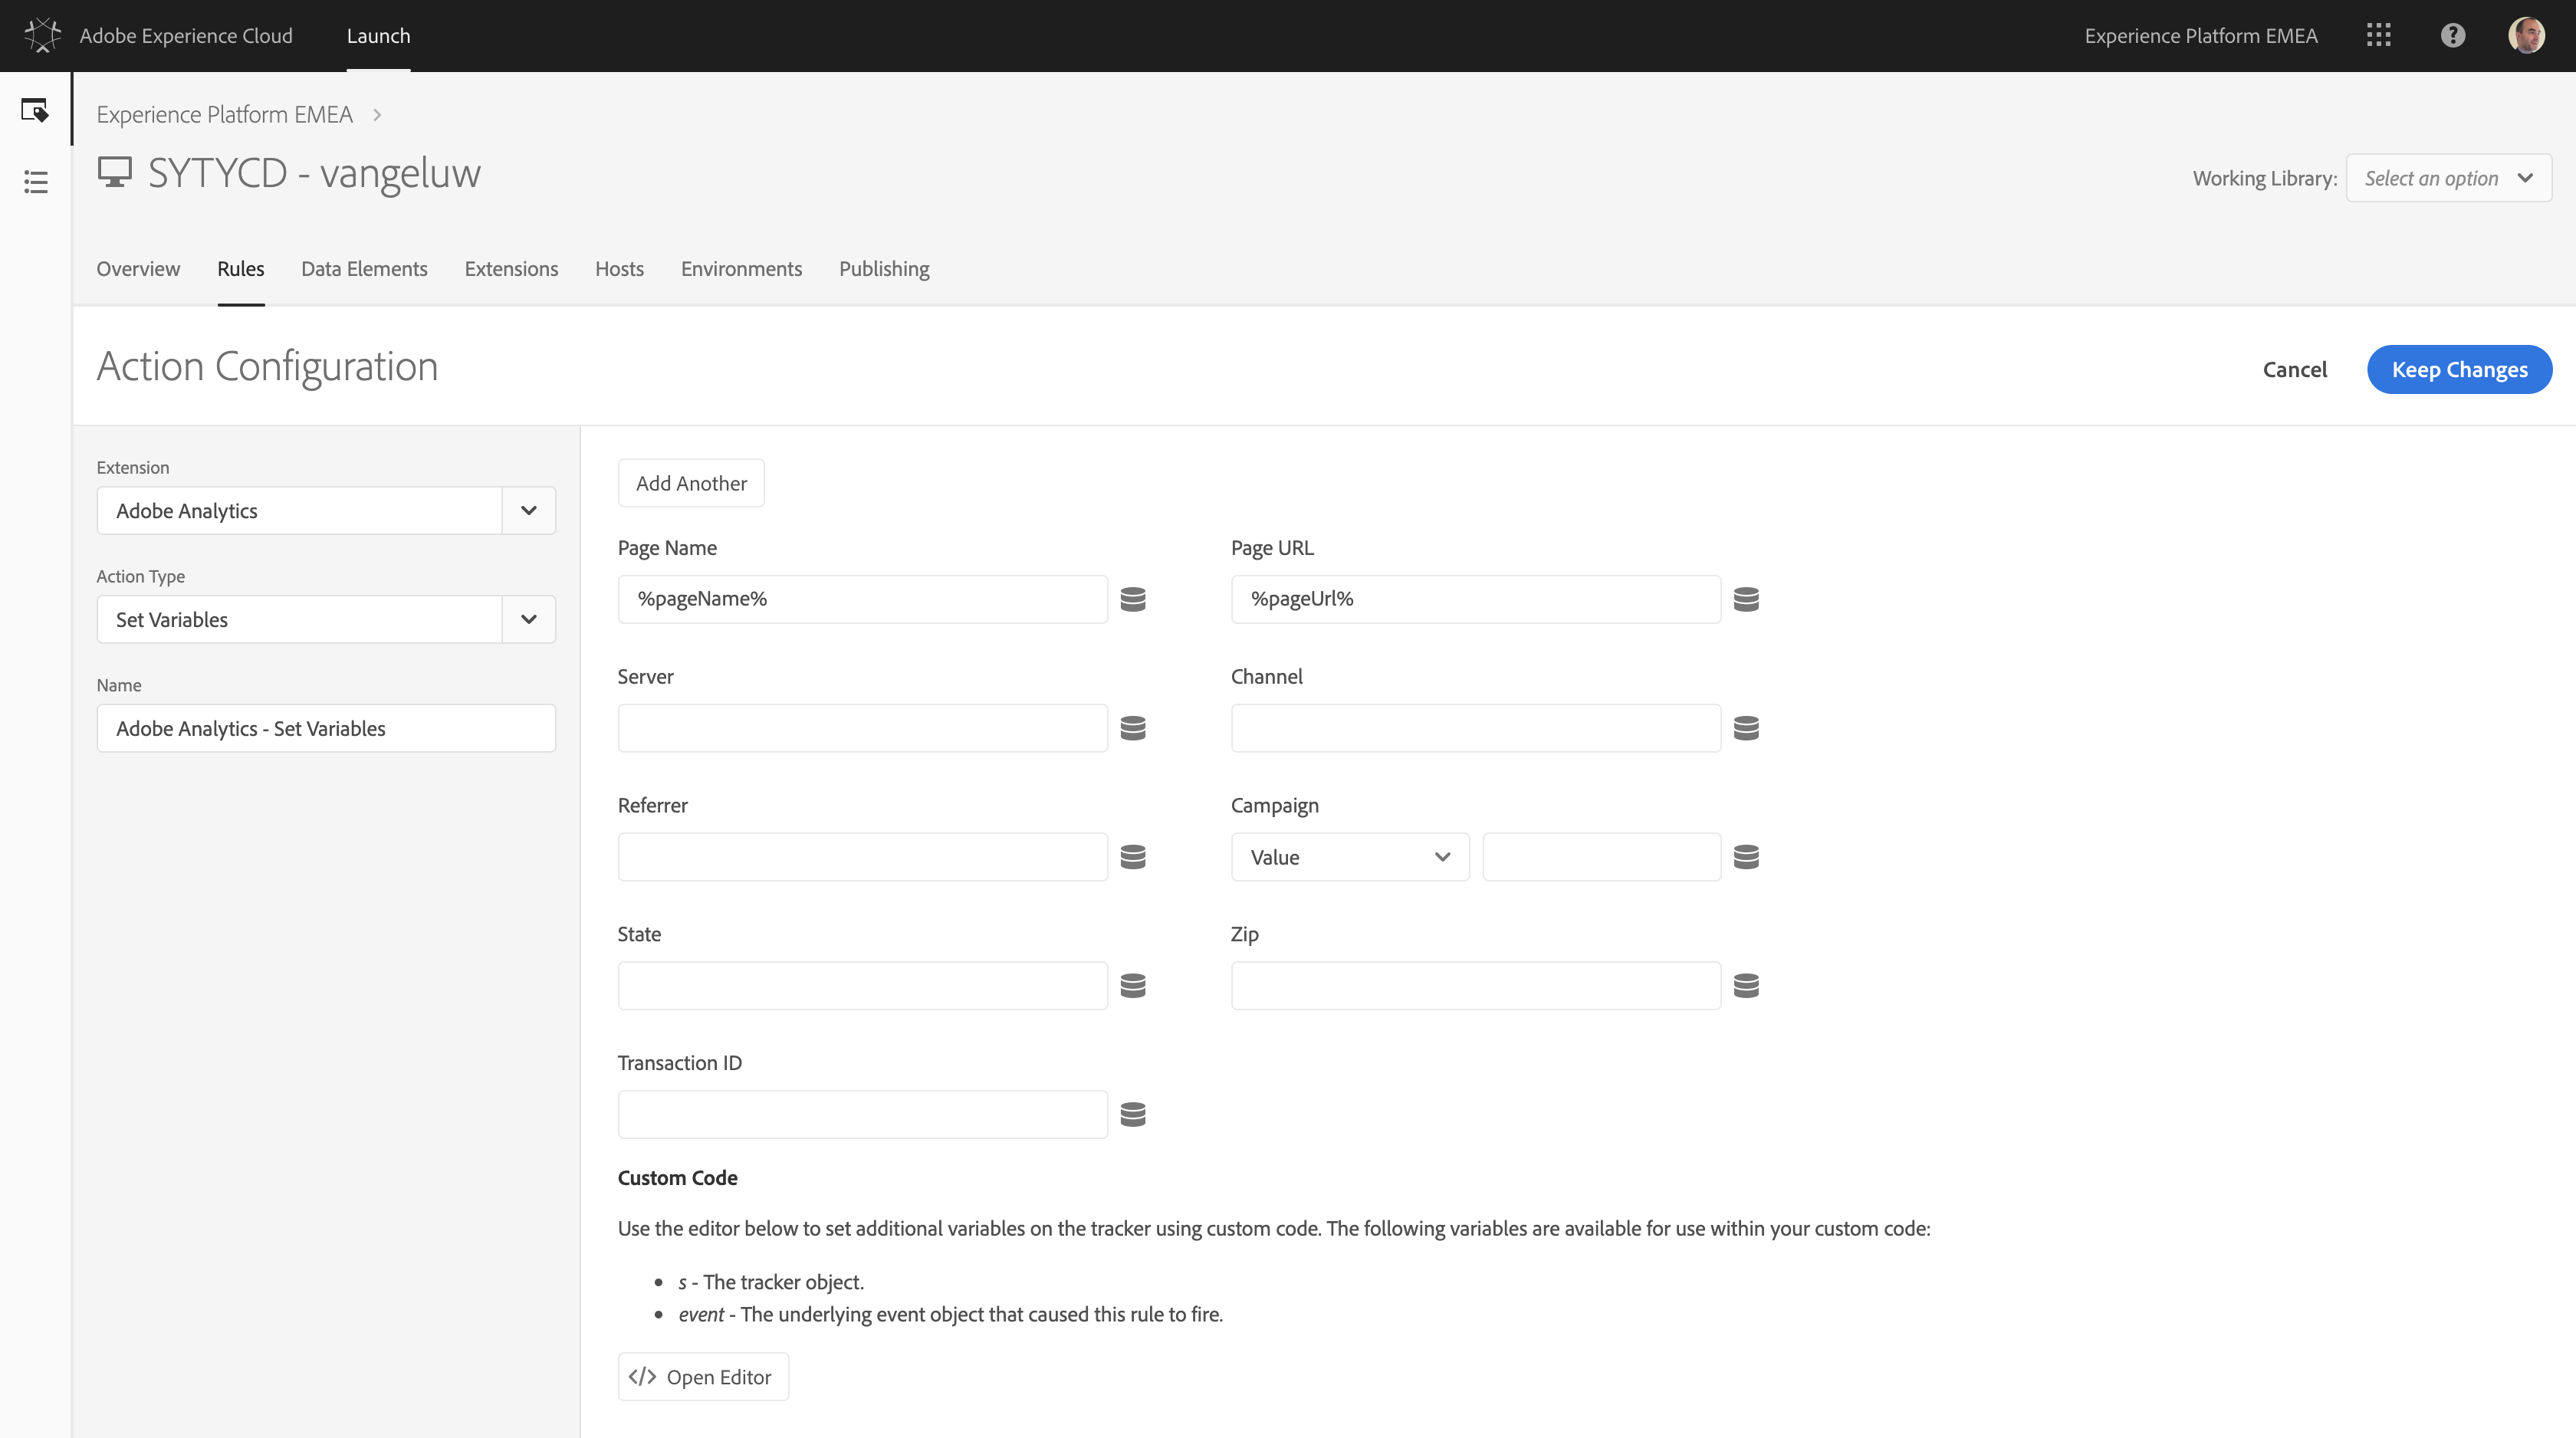 Adobe Experience Cloud Launch Experience Platform EMEA
Experience Platform EMEA
SYTYCD - vangeluw
Working Library: Select an option
Overview Rules Data Elements Extensions Hosts Environments Publishing
Action Configuration
Cancel Keep Changes
Extension
Adobe Analytics
Action Type
Set Variables
Name
Adobe Analytics - Set Variables
Add Another
Page Name Page URL
%pageName% %pageUrl%
Server Channel
Referrer Campaign
Value
State Zip
Transaction ID
Custom Code
Use the editor below to set additional variables on the tracker using custom code. The following variables are available for use within your custom code:
• s - The tracker object.
• event - The underlying event object that caused this rule to fire.
</> Open Editor